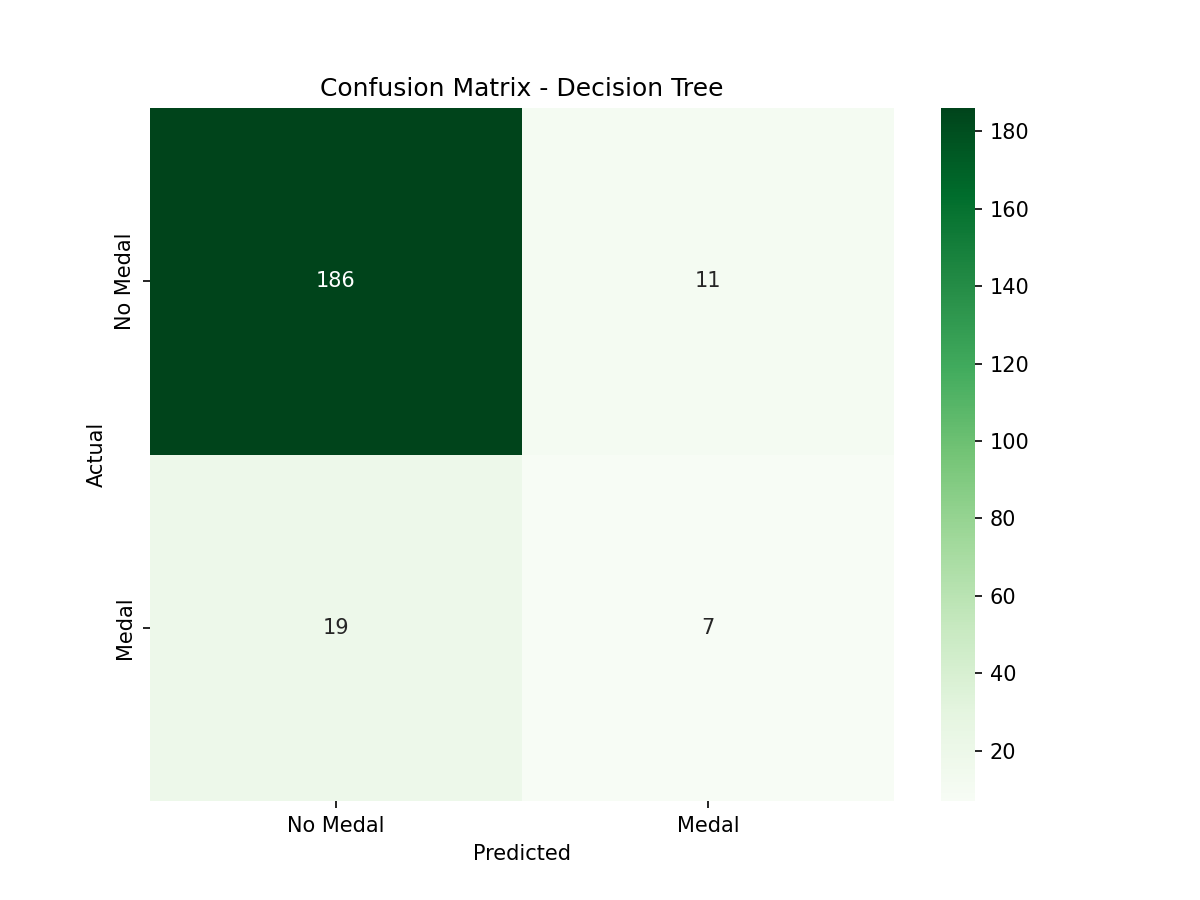 Confusion Matrix - Decision Tree
No Medal
Medal
Actual
186
11
19
7
No Medal
Medal
Predicted
180
160
140
120
100
80
60
40
20